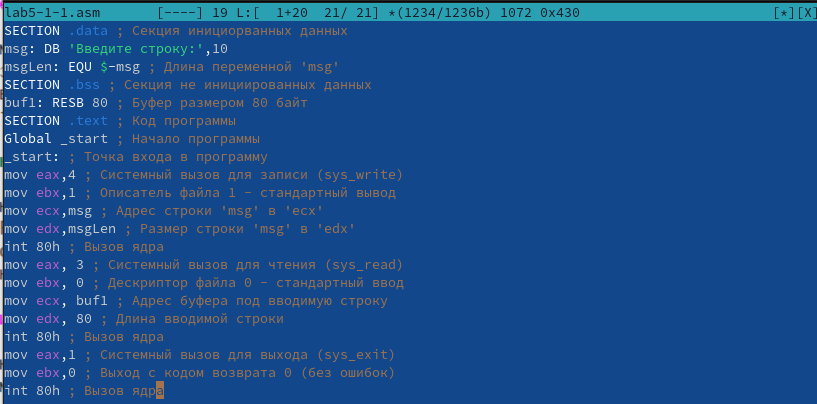 lab5-1-1.asm [----] 19 L:[ 1+20 21/ 21] *(1234/1236b) 1072 0x430 [*][X]
SECTION .data ; Секция инициорванных данных
msg: DB 'Введите строку:',10
msgLen: EQU $-msg ; Длина переменной 'msg'
SECTION .bss ; Секция не инициированных данных
buf1: RESB 80 ; Буфер размером 80 байт
SECTION .text ; Код программы
Global _start ; Начало программы
_start: ; Точка входа в программу
mov eax,4 ; Системный вызов для записи (sys_write)
mov ebx,1 ; Описатель файла 1 - стандартный вывод
mov ecx,msg ; Адрес строки 'msg' в 'ecx'
mov edx,msgLen ; Размер строки 'msg' в 'edx'
int 80h ; Вызов ядра
mov eax, 3 ; Системный вызов для чтения (sys_read)
mov ebx, 0 ; Дескриптор файла 0 - стандартный ввод
mov ecx, buf1 ; Адрес буфера под вводимую строку
mov edx, 80 ; Длина вводимой строки
int 80h ; Вызов ядра
mov eax,1 ; Системный вызов для выхода (sys_exit)
mov ebx,0 ; Выход с кодом возврата 0 (без ошибок)
int 80h ; Вызов ядра